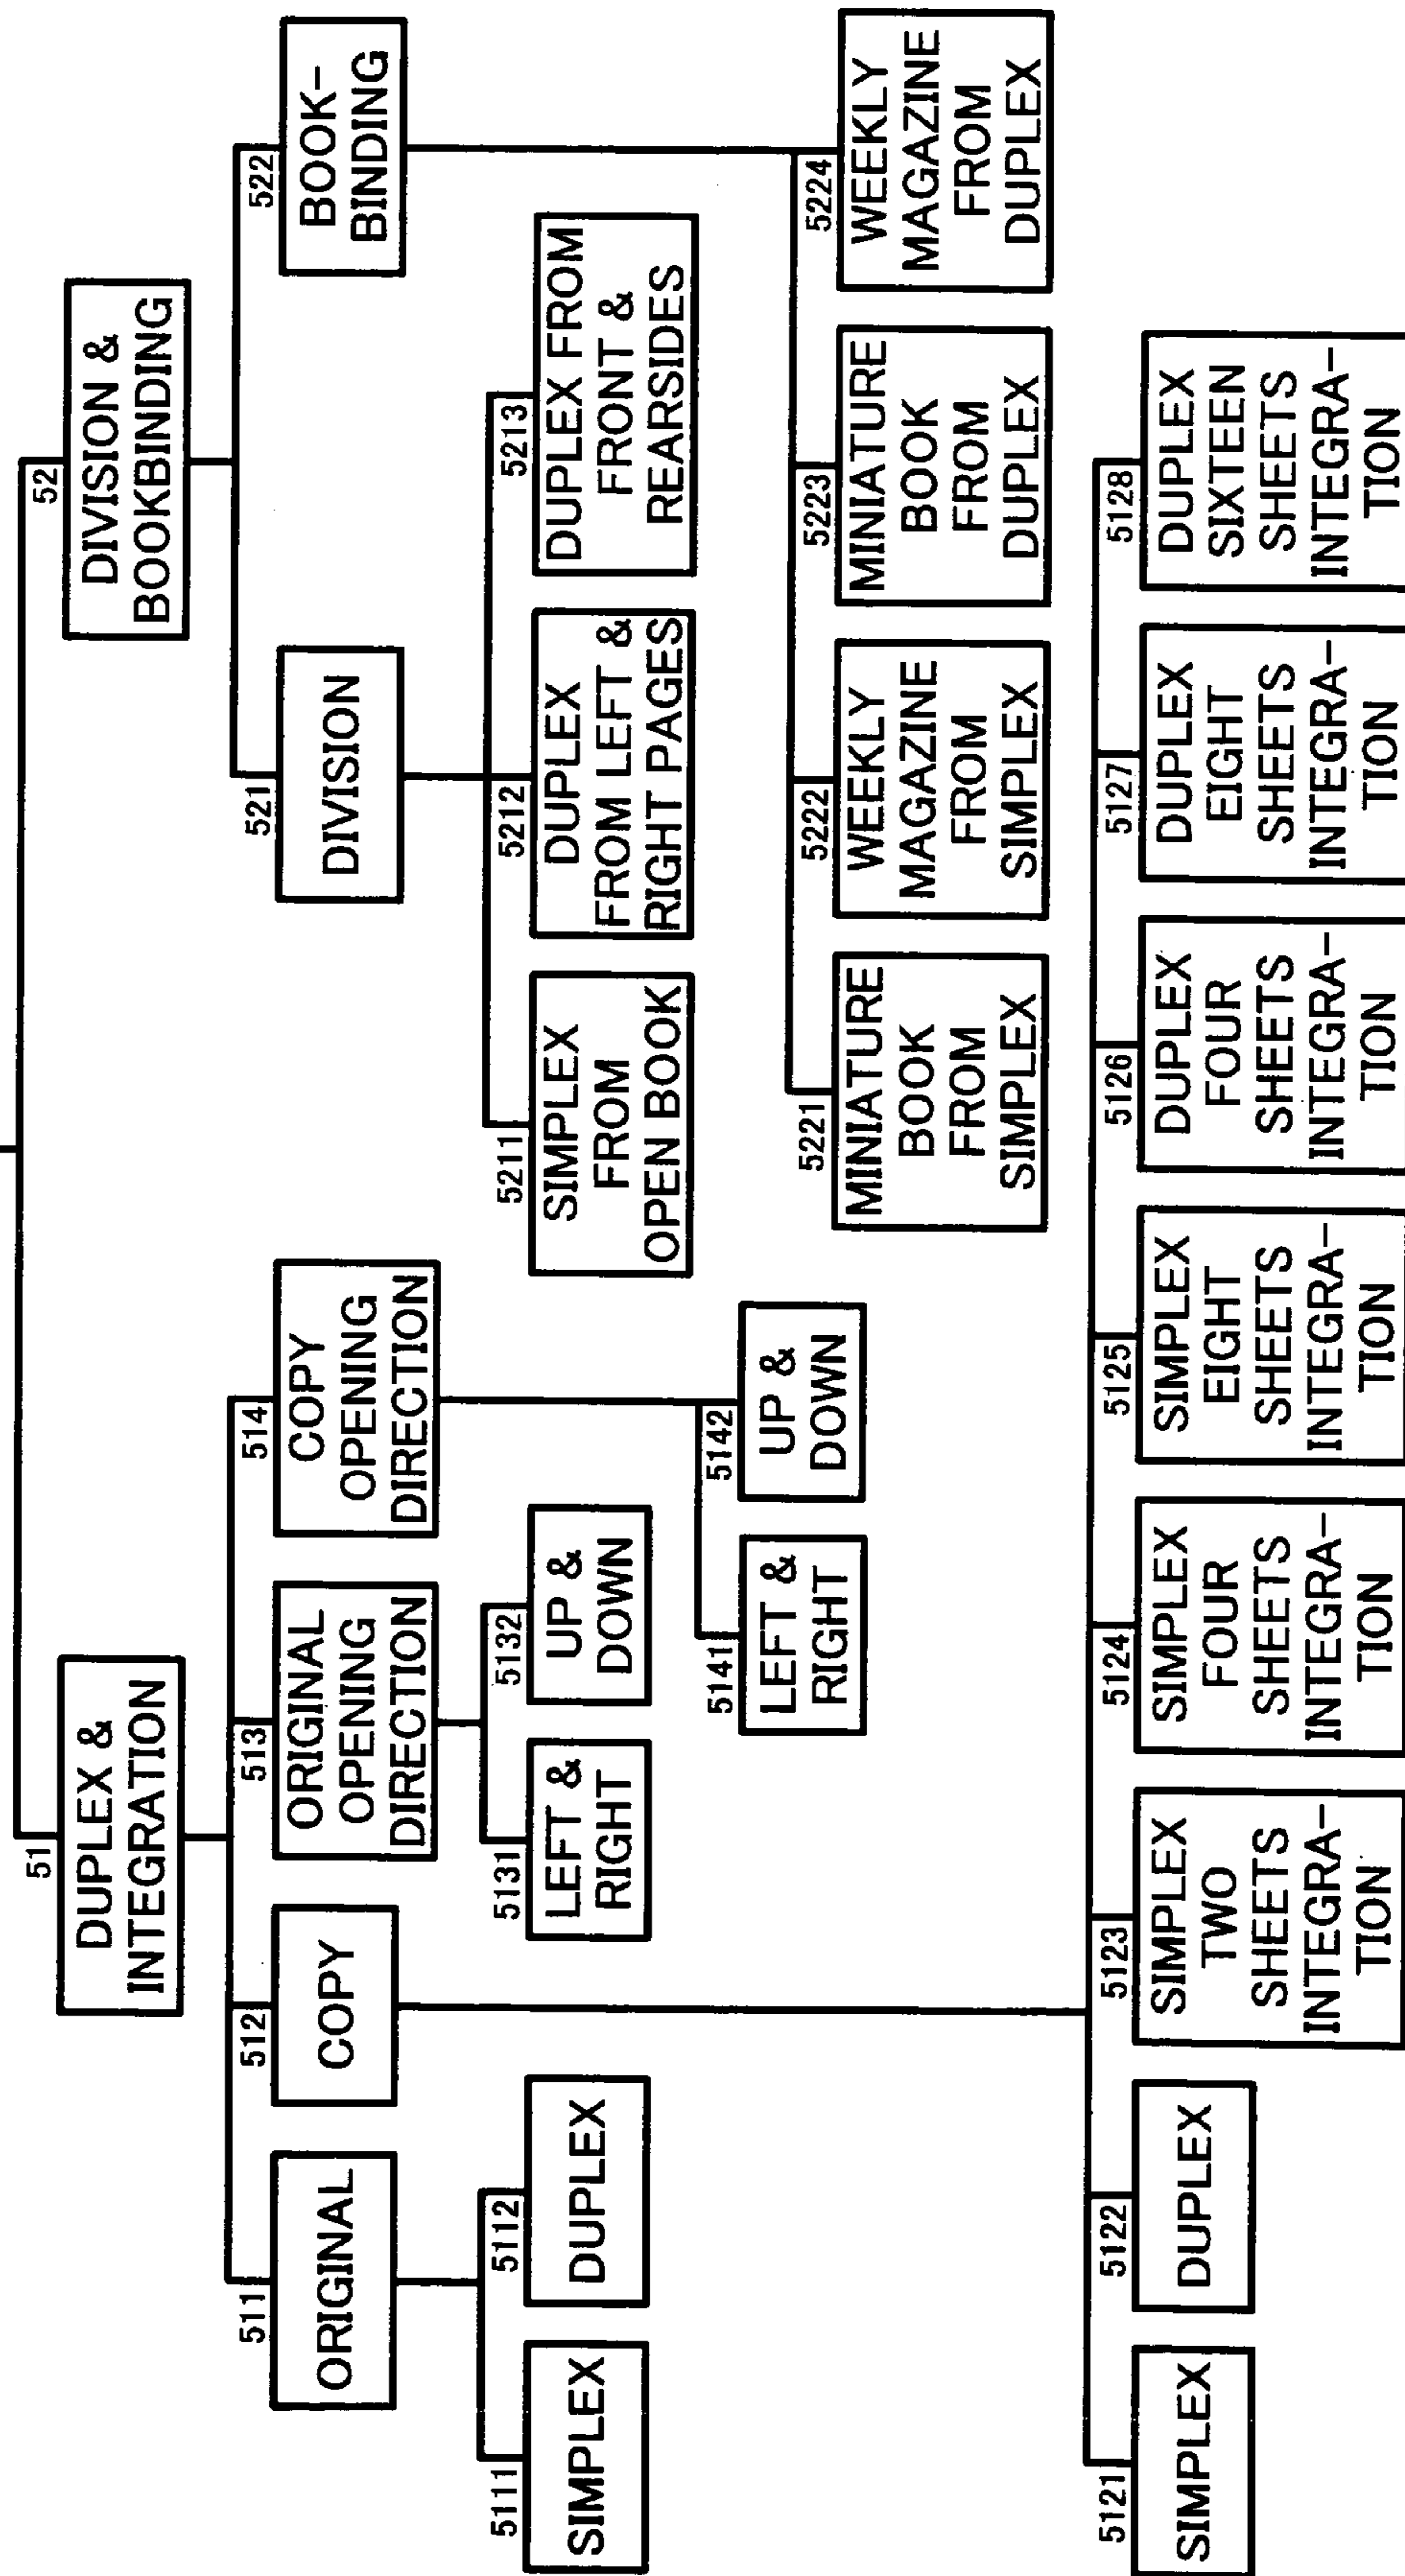 51
DUPLEX &
INTEGRATION
52
DIVISION &
BOOKBINDING
511
ORIGINAL
512
COPY
513
ORIGINAL
OPENING
DIRECTION
514
COPY
OPENING
DIRECTION
521
DIVISION
522
BOOK-
BINDING
5111
SIMPLEX
5112
DUPLEX
5131
LEFT &
RIGHT
5132
UP &
DOWN
5211
SIMPLEX
FROM
OPEN BOOK
5212
DUPLEX
FROM LEFT &
RIGHT PAGES
5213
DUPLEX FROM
FRONT &
REARSIDES
5141
LEFT &
RIGHT
5142
UP &
DOWN
5221
MINIATURE
BOOK
FROM
SIMPLEX
5222
WEEKLY
MAGAZINE
FROM
SIMPLEX
5223
MINIATURE
BOOK
FROM
DUPLEX
5224
WEEKLY
MAGAZINE
FROM
DUPLEX
5121
SIMPLEX
5122
DUPLEX
5123
SIMPLEX
TWO
SHEETS
INTEGRA-
TION
5124
SIMPLEX
FOUR
SHEETS
INTEGRA-
TION
5125
SIMPLEX
EIGHT
SHEETS
INTEGRA-
TION
5126
DUPLEX
FOUR
SHEETS
INTEGRA-
TION
5127
DUPLEX
EIGHT
SHEETS
INTEGRA-
TION
5128
DUPLEX
SIXTEEN
SHEETS
INTEGRA-
TION